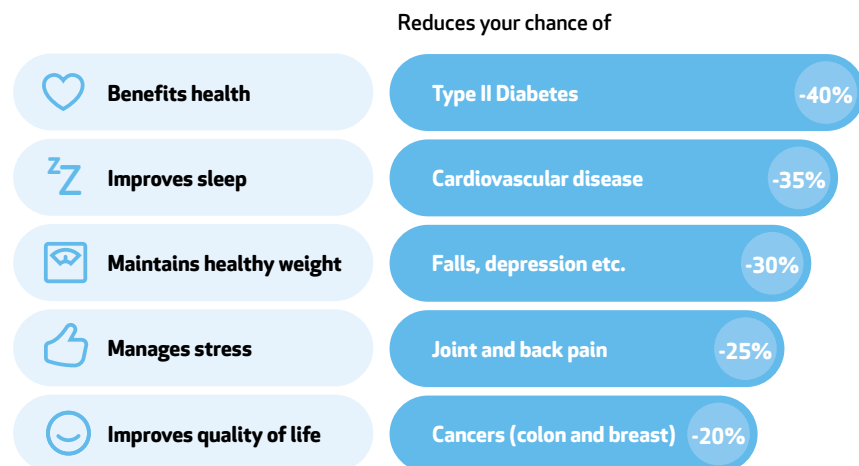 Reduces your chance of
Benefits health
Type II Diabetes
-40%
zZ
Improves sleep
Cardiovascular disease
-35%
Maintains healthy weight
Falls, depression etc.
-30%
Manages stress
Joint and back pain
-25%
Improves quality of life
Cancers (colon and breast)
-20%